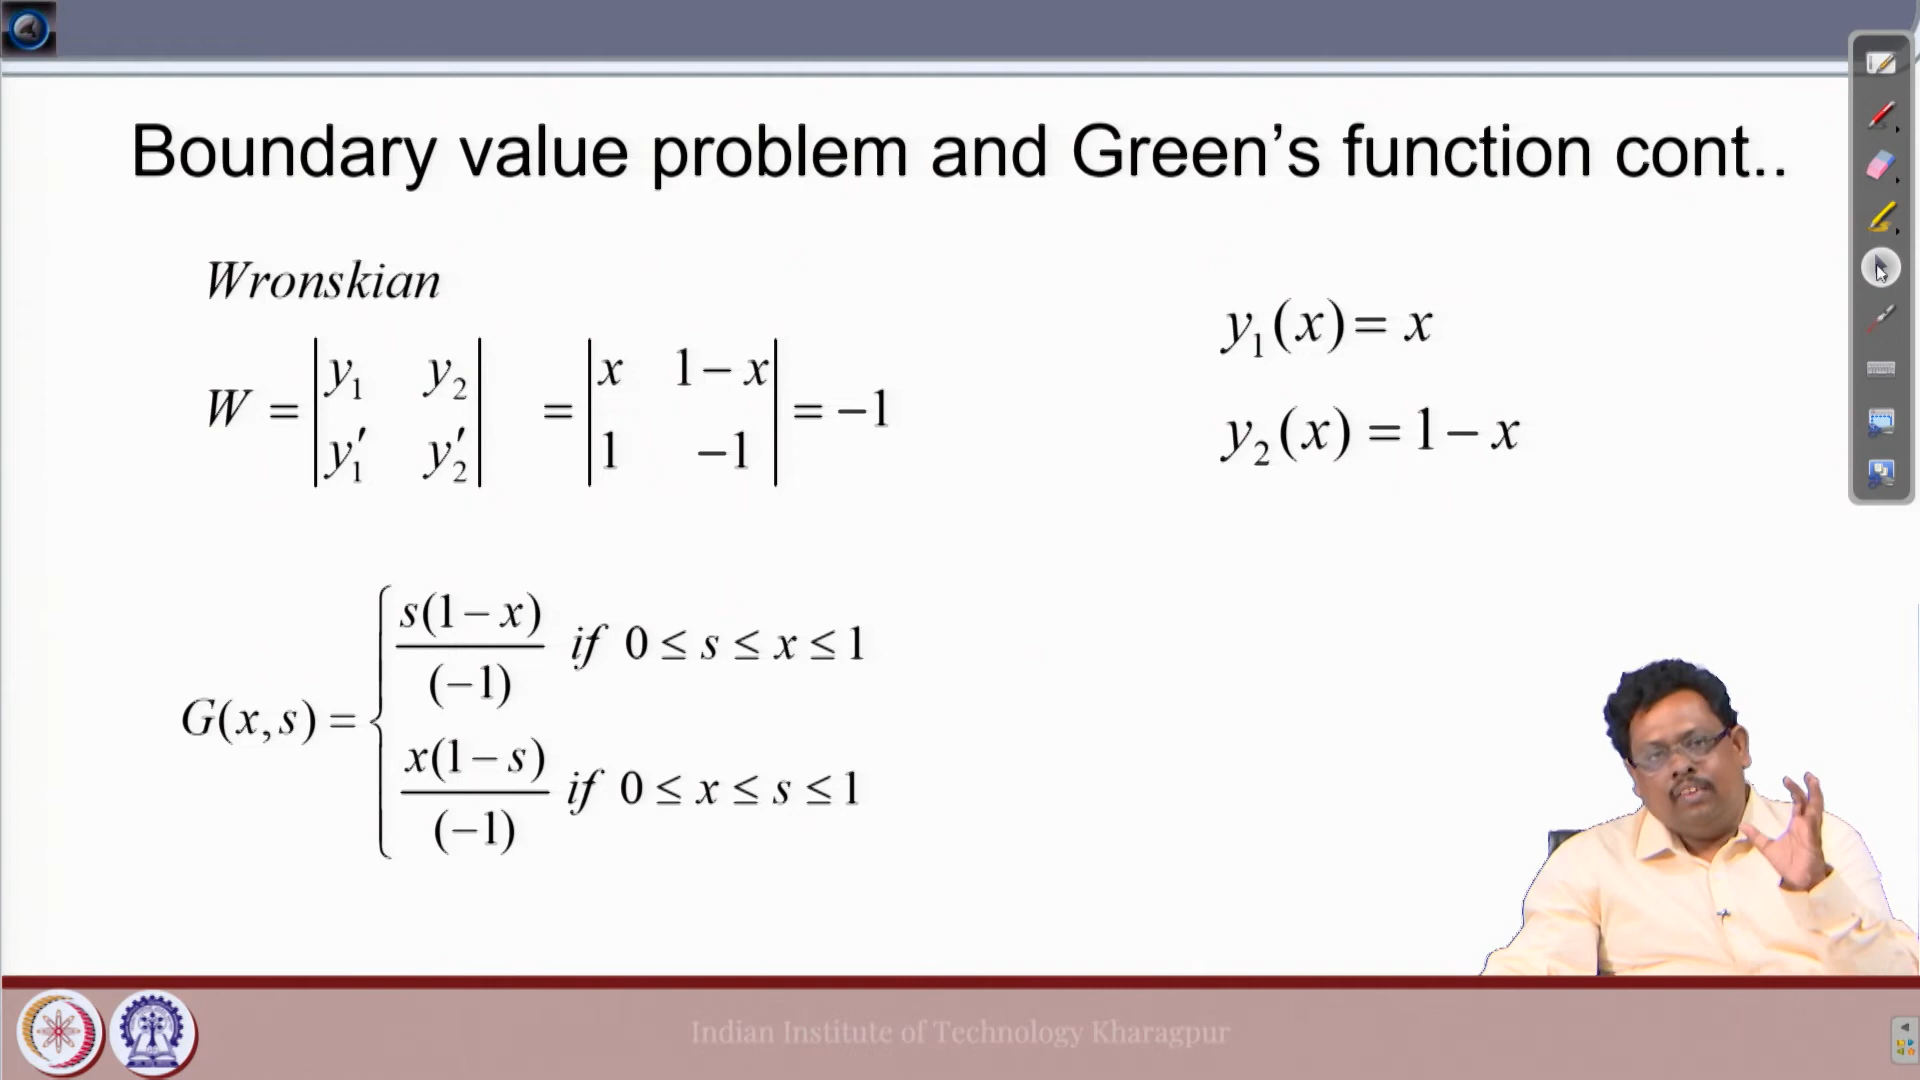 Boundary value problem and Green's function cont..
Wronskian
W = | y₁ y₂ ; y₁′ y₂′ | = | x 1 − x ; 1 −1 | = −1
y₁(x) = x
y₂(x) = 1 − x
G(x, s) = { s(1 − x) / (−1) if 0 ≤ s ≤ x ≤ 1
x(1 − s) / (−1) if 0 ≤ x ≤ s ≤ 1
Indian Institute of Technology Kharagpur